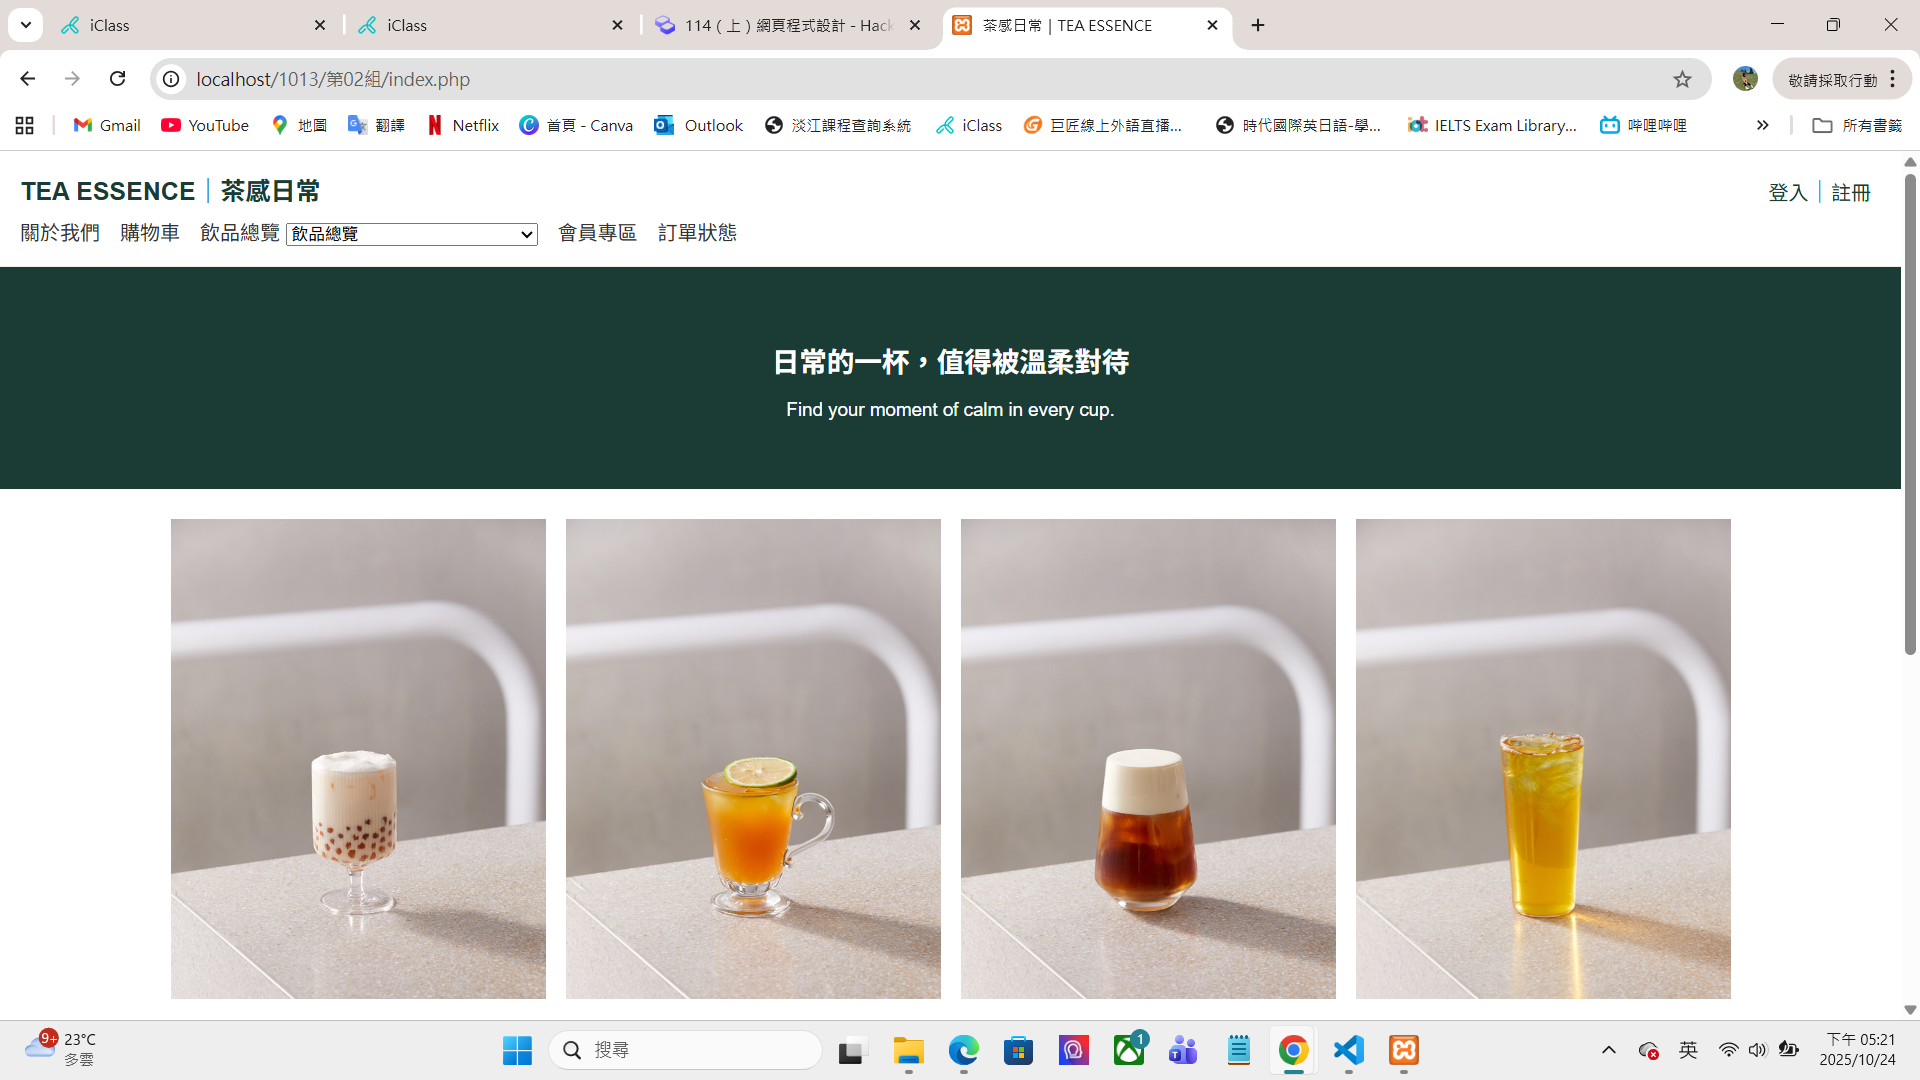 iClass
iClass
114（上）網頁程式設計 - Hack
茶感日常｜TEA ESSENCE
localhost/1013/第02組/index.php
敬請採取行動
Gmail
YouTube
地圖
翻譯
Netflix
首頁 - Canva
Outlook
淡江課程查詢系統
iClass
巨匠線上外語直播...
時代國際英日語-學...
IELTS Exam Library...
哔哩哔哩
所有書籤
TEA ESSENCE｜茶感日常
登入｜註冊
關於我們 購物車 飲品總覽 飲品總覽 會員專區 訂單狀態
日常的一杯，值得被溫柔對待
Find your moment of calm in every cup.
9+
23°C
多雲
搜尋
1
英
下午 05:21
2025/10/24